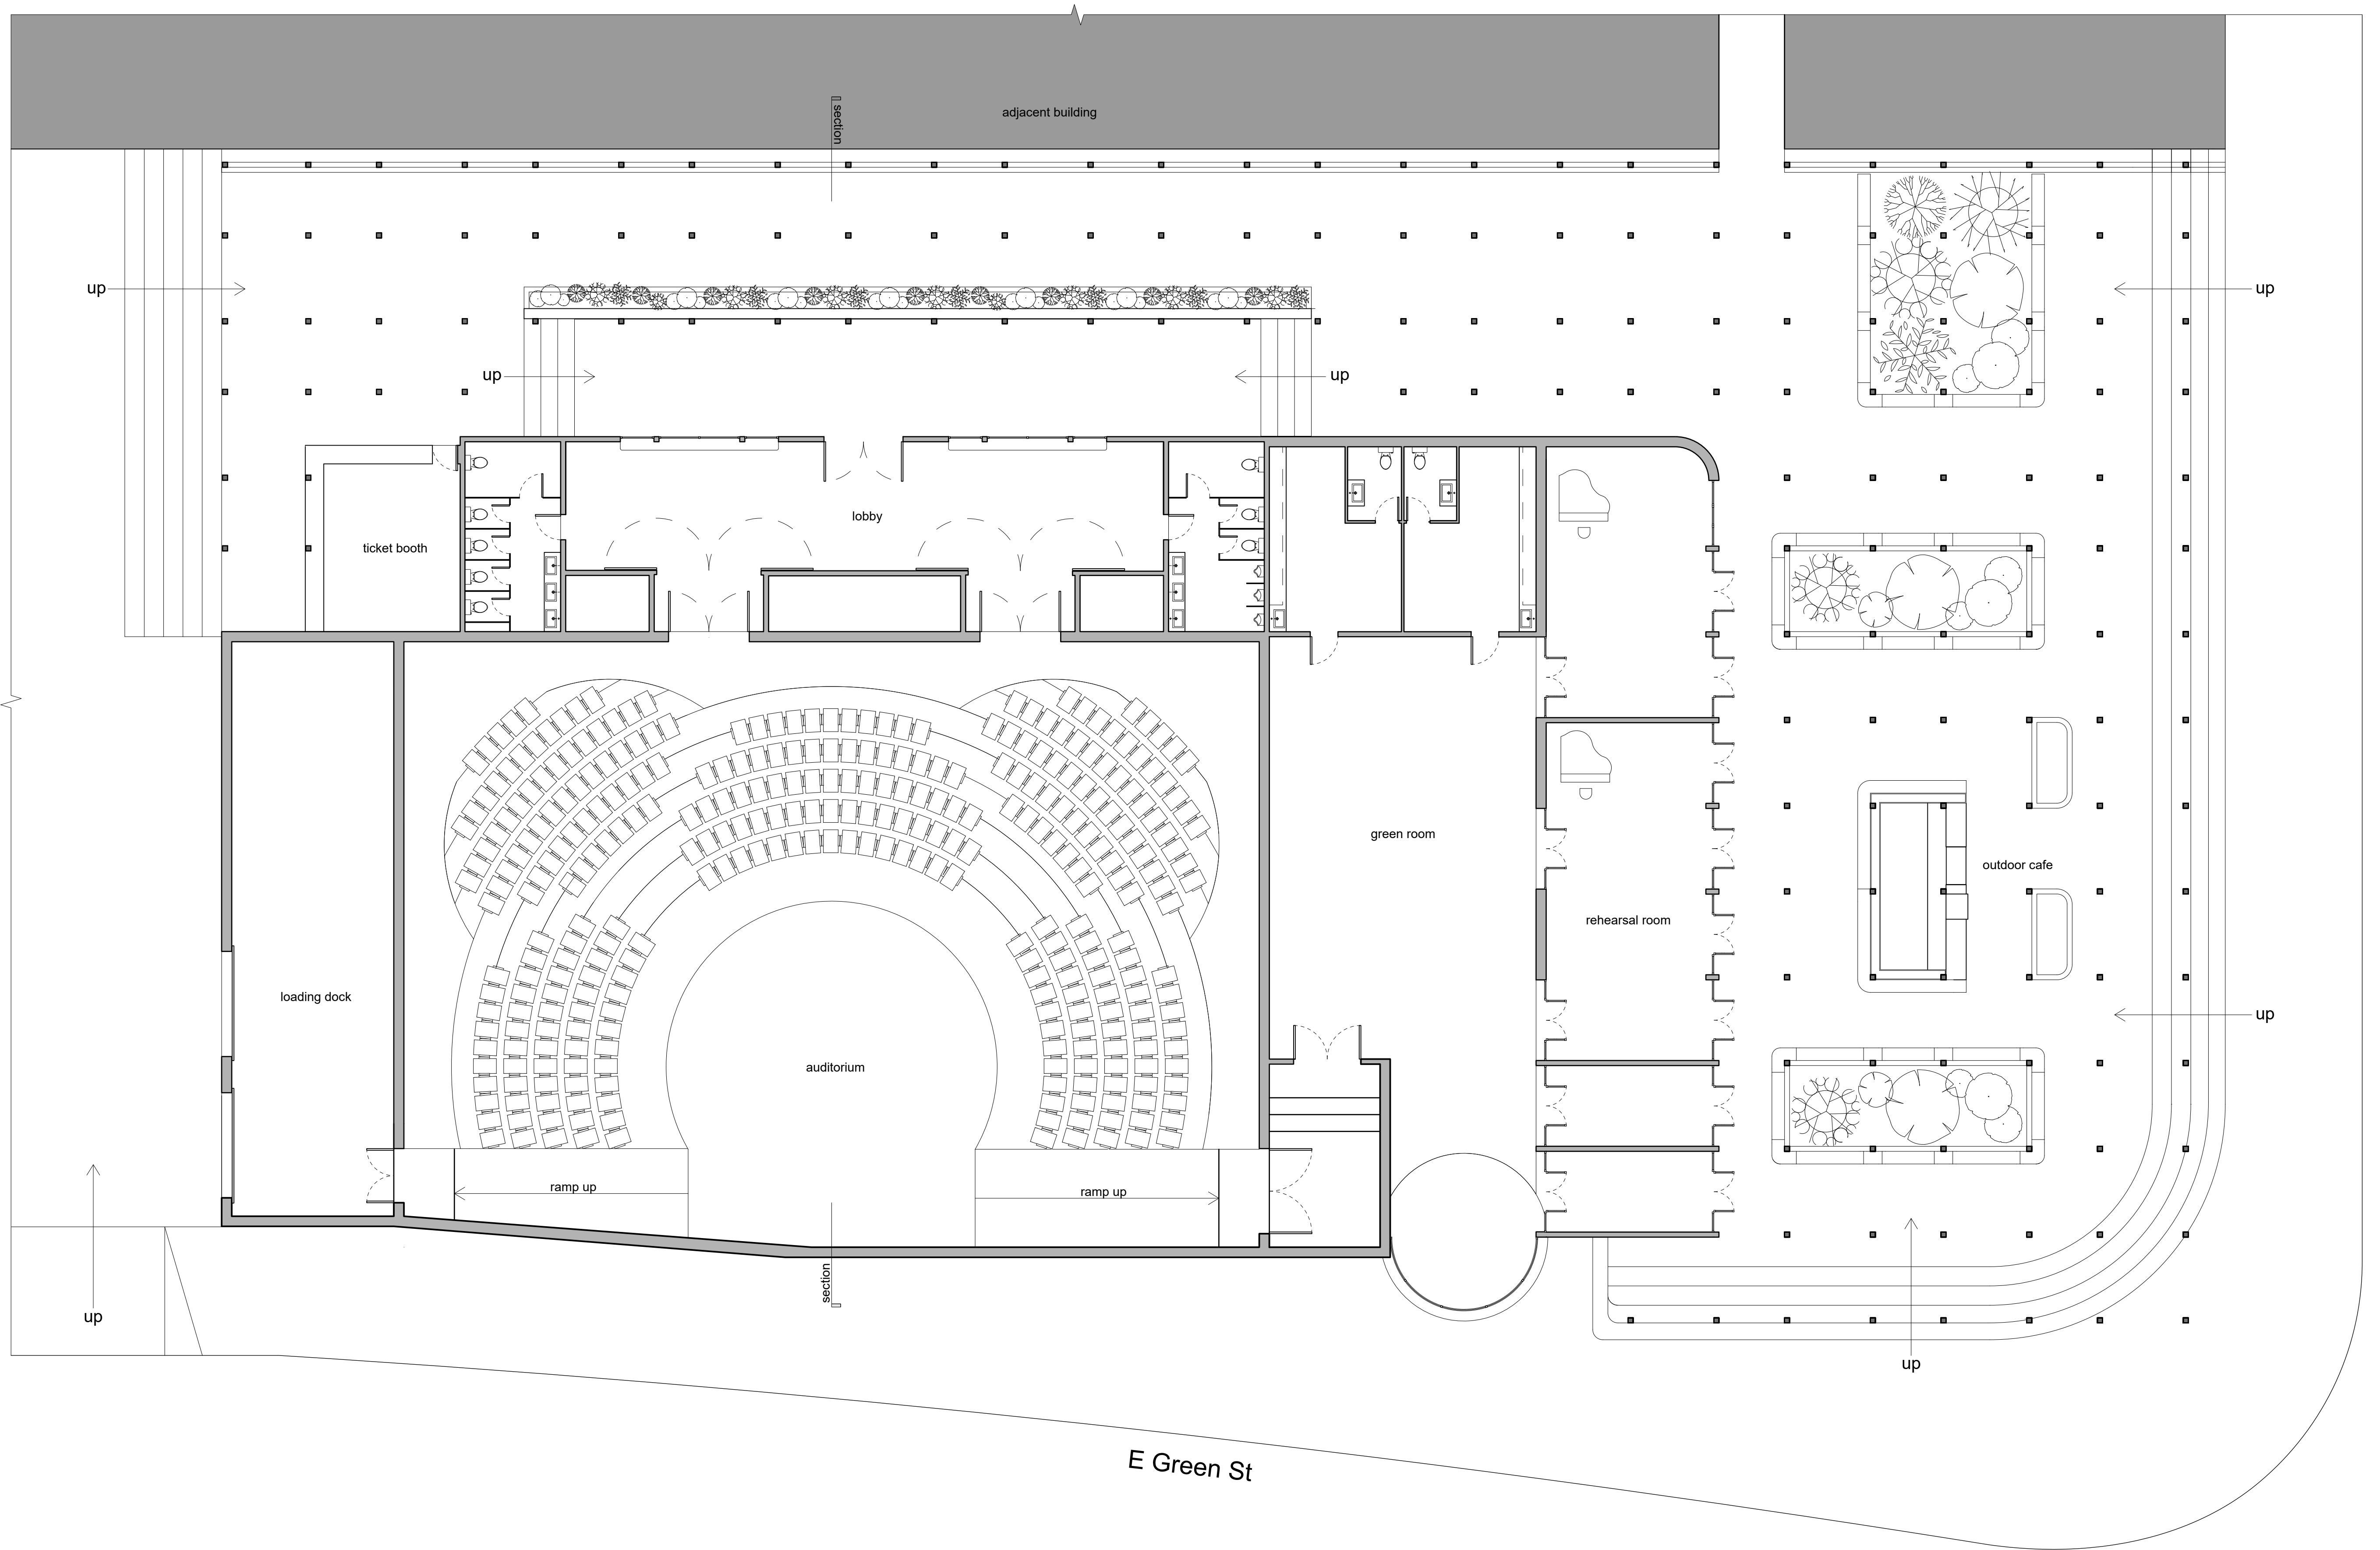 section
adjacent building
up
up
up
up
lobby
ticket booth
green room
outdoor cafe
rehearsal room
loading dock
up
auditorium
ramp up
ramp up
section
up
up
E Green St